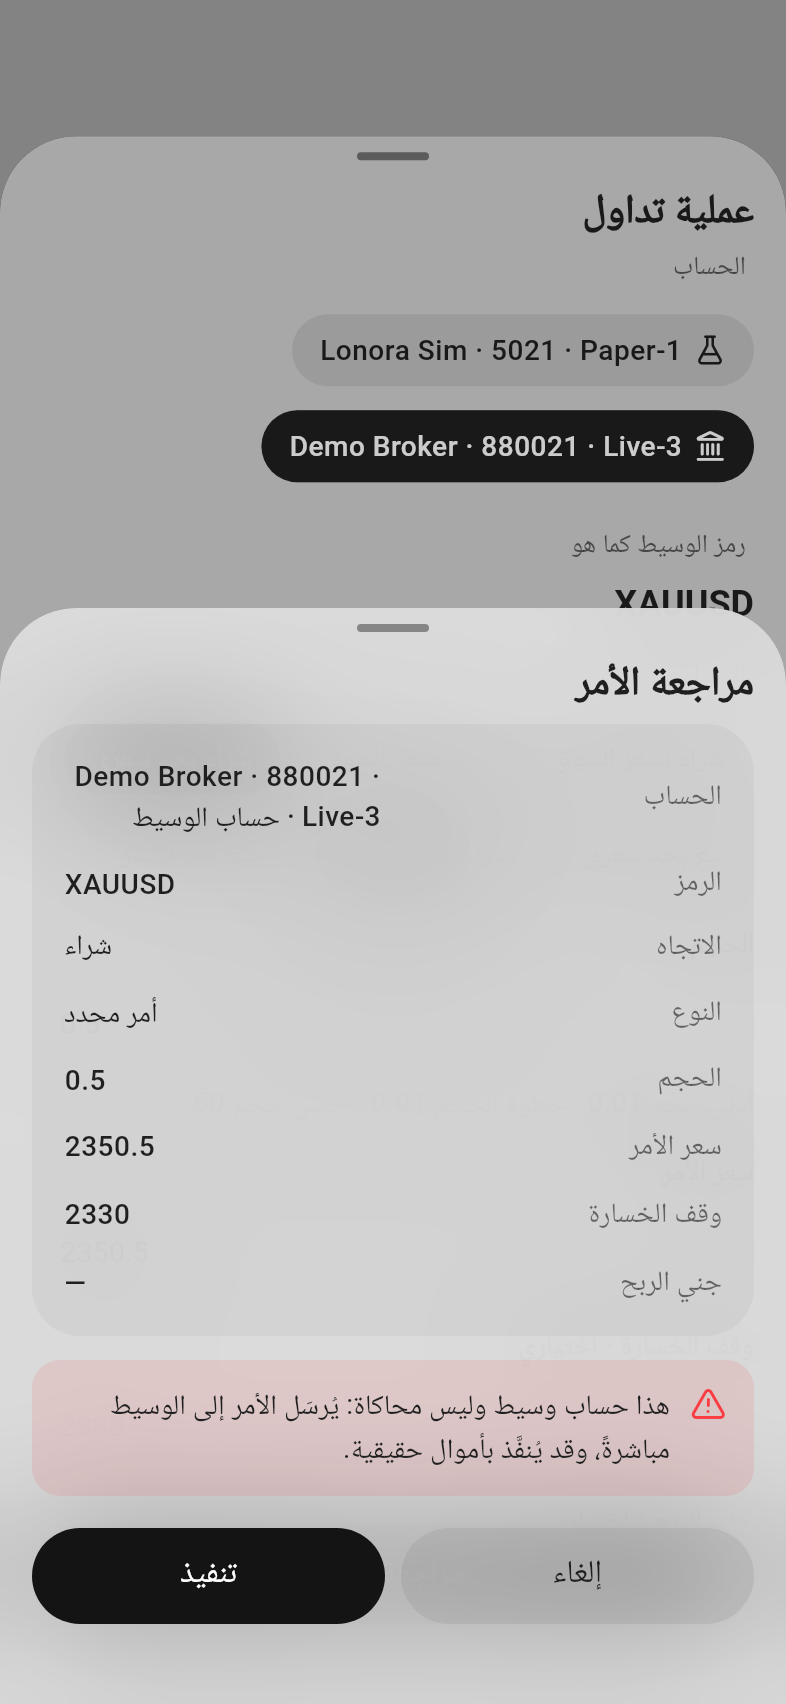 عملية تداول
الحساب
Lonora Sim · 5021 · Paper-1
Demo Broker · 880021 · Live-3
رمز الوسيط كما هو
XAUUSD
مراجعة الأمر
الحساب
Demo Broker · 880021 ·
Live-3 · حساب الوسيط
الرمز
XAUUSD
الاتجاه
شراء
النوع
أمر محدد
الحجم
0.5
سعر الأمر
2350.5
وقف الخسارة
2330
جني الربح
—
هذا حساب وسيط وليس محاكاة: يُرسَل الأمر إلى الوسيط
مباشرةً، وقد يُنفَّذ بأموال حقيقية.
إلغاء
تنفيذ